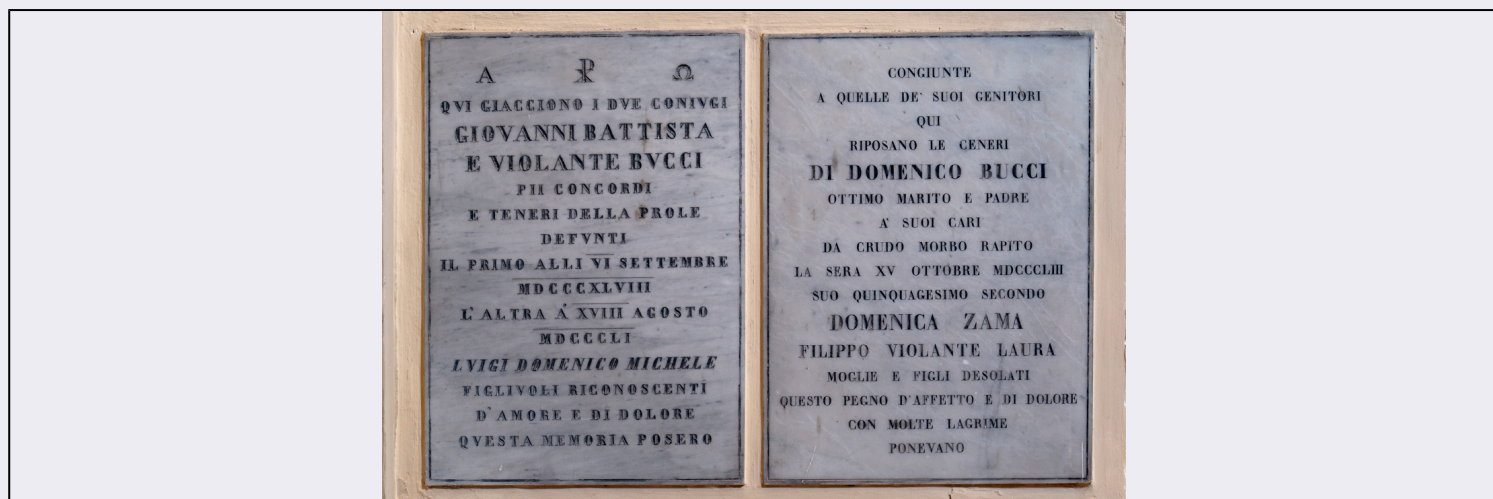 Α ☧ Ω
QVI GIACCIONO I DVE CONIVGI
GIOVANNI BATTISTA
E VIOLANTE BVCCI
PII CONCORDI
E TENERI DELLA PROLE
DEFVNTI
IL PRIMO ALLI VI SETTEMBRE
MDCCCXLVIII
L'ALTRA A' XVIII AGOSTO
MDCCCLI
LVIGI DOMENICO MICHELE
FIGLIVOLI RICONOSCENTI
D'AMORE E DI DOLORE
QVESTA MEMORIA POSERO
CONGIUNTE
A QUELLE DE' SUOI GENITORI
QUI
RIPOSANO LE CENERI
DI DOMENICO BUCCI
OTTIMO MARITO E PADRE
A' SUOI CARI
DA CRUDO MORBO RAPITO
LA SERA XV OTTOBRE MDCCCLIII
SUO QUINQUAGESIMO SECONDO
DOMENICA ZAMA
FILIPPO VIOLANTE LAURA
MOGLIE E FIGLI DESOLATI
QUESTO PEGNO D'AFFETTO E DI DOLORE
CON MOLTE LAGRIME
PONEVANO